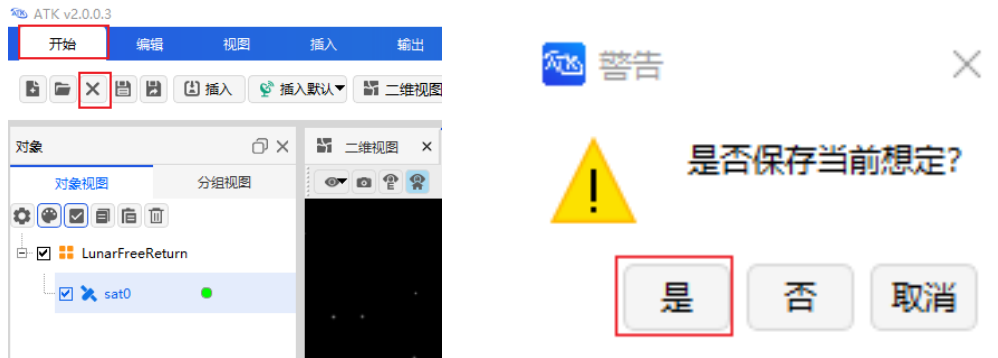 ATK v2.0.0.3
开始 编辑 视图 插入 输出
插入 插入默认 二维视图
对象 二维视图
对象视图 分组视图
LunarFreeReturn
sat0
ATK 警告
是否保存当前想定?
是 否 取消